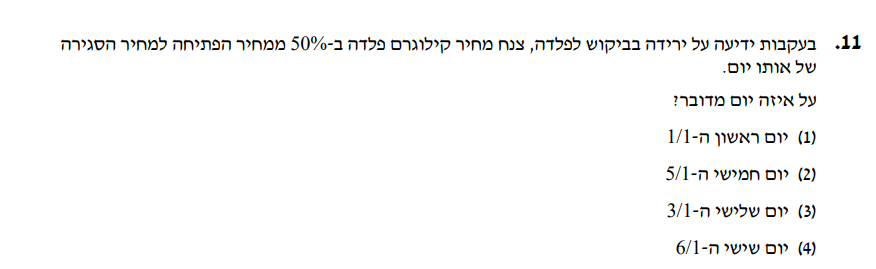 11. בעקבות ידיעה על ירידה בביקוש לפלדה, צנח מחיר קילוגרם פלדה ב-50% ממחיר הפתיחה למחיר הסגירה
של אותו יום.
על איזה יום מדובר?
(1) יום ראשון ה-1/1
(2) יום חמישי ה-5/1
(3) יום שלישי ה-3/1
(4) יום שישי ה-6/1